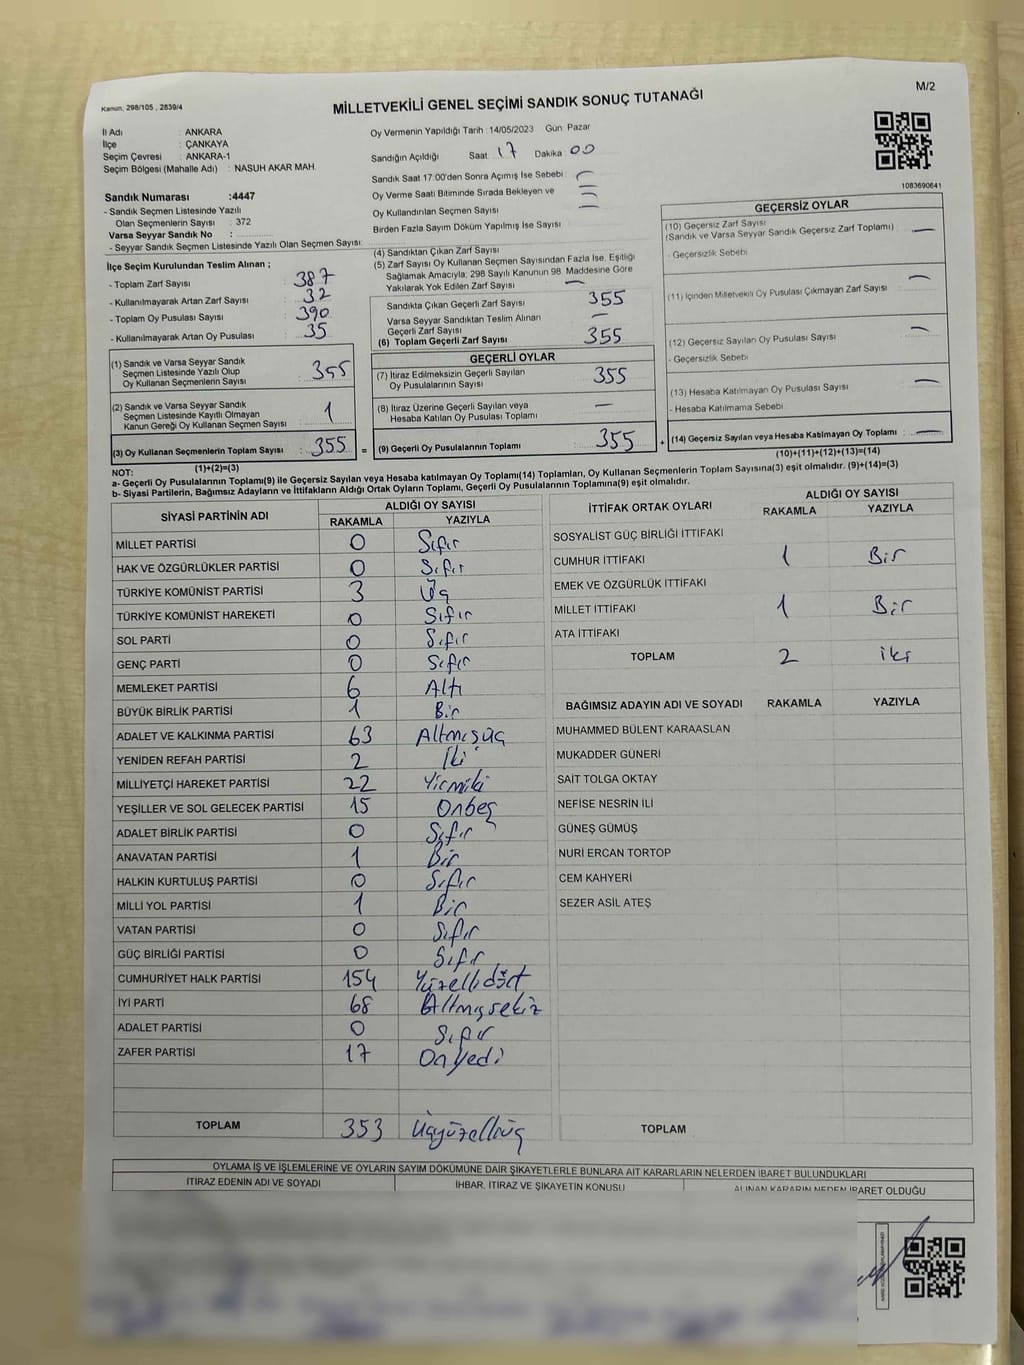 M/2
Kanun, 298/105 , 2839/4
MİLLETVEKİLİ GENEL SEÇİMİ SANDIK SONUÇ TUTANAĞI
İl Adı : ANKARA
İlçe : ÇANKAYA
Seçim Çevresi : ANKARA-1
Seçim Bölgesi (Mahalle Adı) : NASUH AKAR MAH.
Sandık Numarası :4447
- Sandık Seçmen Listesinde Yazılı
Olan Seçmenlerin Sayısı : 372
Varsa Seyyar Sandık No :
- Seyyar Sandık Seçmen Listesinde Yazılı Olan Seçmen Sayısı:
İlçe Seçim Kurulundan Teslim Alınan ;
- Toplam Zarf Sayısı : 387
- Kullanılmayarak Artan Zarf Sayısı : 32
- Toplam Oy Pusulası Sayısı : 390
- Kullanılmayarak Artan Oy Pusulası : 35
(1) Sandık ve Varsa Seyyar Sandık
Seçmen Listesinde Yazılı Olup
Oy Kullanan Seçmenlerin Sayısı :
(2) Sandık ve Varsa Seyyar Sandık
Seçmen Listesinde Kayıtlı Olmayan
Kanun Gereği Oy Kullanan Seçmen Sayısı : 1
(3) Oy Kullanan Seçmenlerin Toplam Sayısı : 355
(1)+(2)=(3)
Oy Vermenin Yapıldığı Tarih :14/05/2023 Gün Pazar
Sandığın Açıldığı Saat 17 Dakika 00
Sandık Saat 17:00'den Sonra Açımış İse Sebebi
Oy Verme Saati Bitiminde Sırada Bekleyen ve
Oy Kullandırılan Seçmen Sayısı
Birden Fazla Sayım Döküm Yapılmış İse Sayısı
(4) Sandıktan Çıkan Zarf Sayısı
(5) Zarf Sayısı Oy Kullanan Seçmen Sayısından Fazla İse, Eşitliği
Sağlamak Amacıyla; 298 Sayılı Kanunun 98. Maddesine Göre
Yakılarak Yok Edilen Zarf Sayısı : —
Sandıkta Çıkan Geçerli Zarf Sayısı 355
Varsa Seyyar Sandıktan Teslim Alınan
Geçerli Zarf Sayısı —
(6) Toplam Geçerli Zarf Sayısı 355
GEÇERLİ OYLAR
(7) İtiraz Edilmeksizin Geçerli Sayılan
Oy Pusulalarının Sayısı 355
(8) İtiraz Üzerine Geçerli Sayılan veya
Hesaba Katılan Oy Pusulası Toplamı —
= (9) Geçerli Oy Pusulalarının Toplamı 355
1083690641
GEÇERSİZ OYLAR
(10) Geçersiz Zarf Sayısı
(Sandık ve Varsa Seyyar Sandık Geçersiz Zarf Toplamı) : —
- Geçersizlik Sebebi
(11) İçinden Milletvekili Oy Pusulası Çıkmayan Zarf Sayısı —
(12) Geçersiz Sayılan Oy Pusulası Sayısı —
- Geçersizlik Sebebi
(13) Hesaba Katılmayan Oy Pusulası Sayısı —
- Hesaba Katılmama Sebebi
+ (14) Geçersiz Sayılan veya Hesaba Katılmayan Oy Toplamı : —
(10)+(11)+(12)+(13)=(14)
NOT:
a- Geçerli Oy Pusulalarının Toplamı(9) ile Geçersiz Sayılan veya Hesaba katılmayan Oy Toplamı(14) Toplamları, Oy Kullanan Seçmenlerin Toplam Sayısına(3) eşit olmalıdır. (9)+(14)=(3)
b- Siyasi Partilerin, Bağımsız Adayların ve İttifakların Aldığı Ortak Oyların Toplamı, Geçerli Oy Pusulalarının Toplamına(9) eşit olmalıdır.
SİYASİ PARTİNİN ADI ALDIĞI OY SAYISI
RAKAMLA YAZIYLA
MİLLET PARTİSİ 0 Sıfır
HAK VE ÖZGÜRLÜKLER PARTİSİ 0 Sıfır
TÜRKİYE KOMÜNİST PARTİSİ 3 Üç
TÜRKİYE KOMÜNİST HAREKETİ 0 Sıfır
SOL PARTİ 0 Sıfır
GENÇ PARTİ 0 Sıfır
MEMLEKET PARTİSİ 6 Altı
BÜYÜK BİRLİK PARTİSİ 1 Bir
ADALET VE KALKINMA PARTİSİ 63 Altmışüç
YENİDEN REFAH PARTİSİ 2 İki
MİLLİYETÇİ HAREKET PARTİSİ 22 Yirmiki
YEŞİLLER VE SOL GELECEK PARTİSİ 15 Onbeş
ADALET BİRLİK PARTİSİ 0 Sıfır
ANAVATAN PARTİSİ 1 Bir
HALKIN KURTULUŞ PARTİSİ 0 Sıfır
MİLLİ YOL PARTİSİ 1 Bir
VATAN PARTİSİ 0 Sıfır
GÜÇ BİRLİĞİ PARTİSİ 0 Sıfır
CUMHURİYET HALK PARTİSİ 154 Yüzellidört
İYİ PARTİ 68 Altmışsekiz
ADALET PARTİSİ 0 Sıfır
ZAFER PARTİSİ 17 Onyedi
TOPLAM 353 Üçyüzelliüç
İTTİFAK ORTAK OYLARI ALDIĞI OY SAYISI
RAKAMLA YAZIYLA
SOSYALİST GÜÇ BİRLİĞİ İTTİFAKI
CUMHUR İTTİFAKI 1 Bir
EMEK VE ÖZGÜRLÜK İTTİFAKI
MİLLET İTTİFAKI 1 Bir
ATA İTTİFAKI
TOPLAM 2 iki
BAĞIMSIZ ADAYIN ADI VE SOYADI RAKAMLA YAZIYLA
MUHAMMED BÜLENT KARAASLAN
MUKADDER GÜNERİ
SAİT TOLGA OKTAY
NEFİSE NESRİN İLİ
GÜNEŞ GÜMÜŞ
NURİ ERCAN TORTOP
CEM KAHYERİ
SEZER ASİL ATEŞ
TOPLAM
OYLAMA İŞ VE İŞLEMLERİNE VE OYLARIN SAYIM DÖKÜMÜNE DAİR ŞİKAYETLERLE BUNLARA AİT KARARLARIN NELERDEN İBARET BULUNDUKLARI
İTİRAZ EDENİN ADI VE SOYADI İHBAR, İTİRAZ VE ŞİKAYETİN KONUSU ALINAN KARARIN NEDEN İBARET OLDUĞU